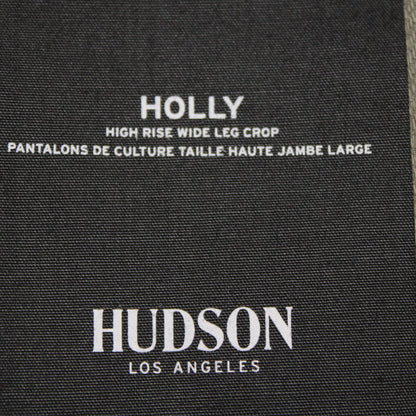 HOLLY
HIGH RISE WIDE LEG CROP
PANTALONS DE CULTURE TAILLE HAUTE JAMBE LARGE
HUDSON
LOS ANGELES